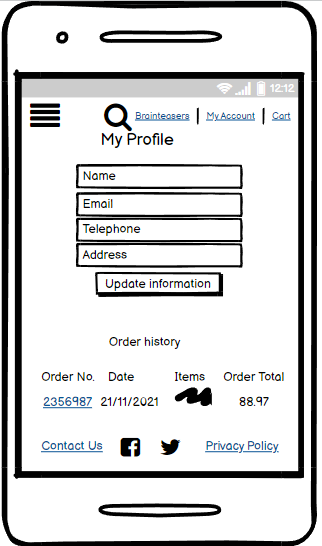 12:12
Brainteasers | My Account | Cart
My Profile
Name
Email
Telephone
Address
Update information
Order history
Order No. Date Items Order Total
2356987 21/11/2021 88.97
Contact Us Privacy Policy